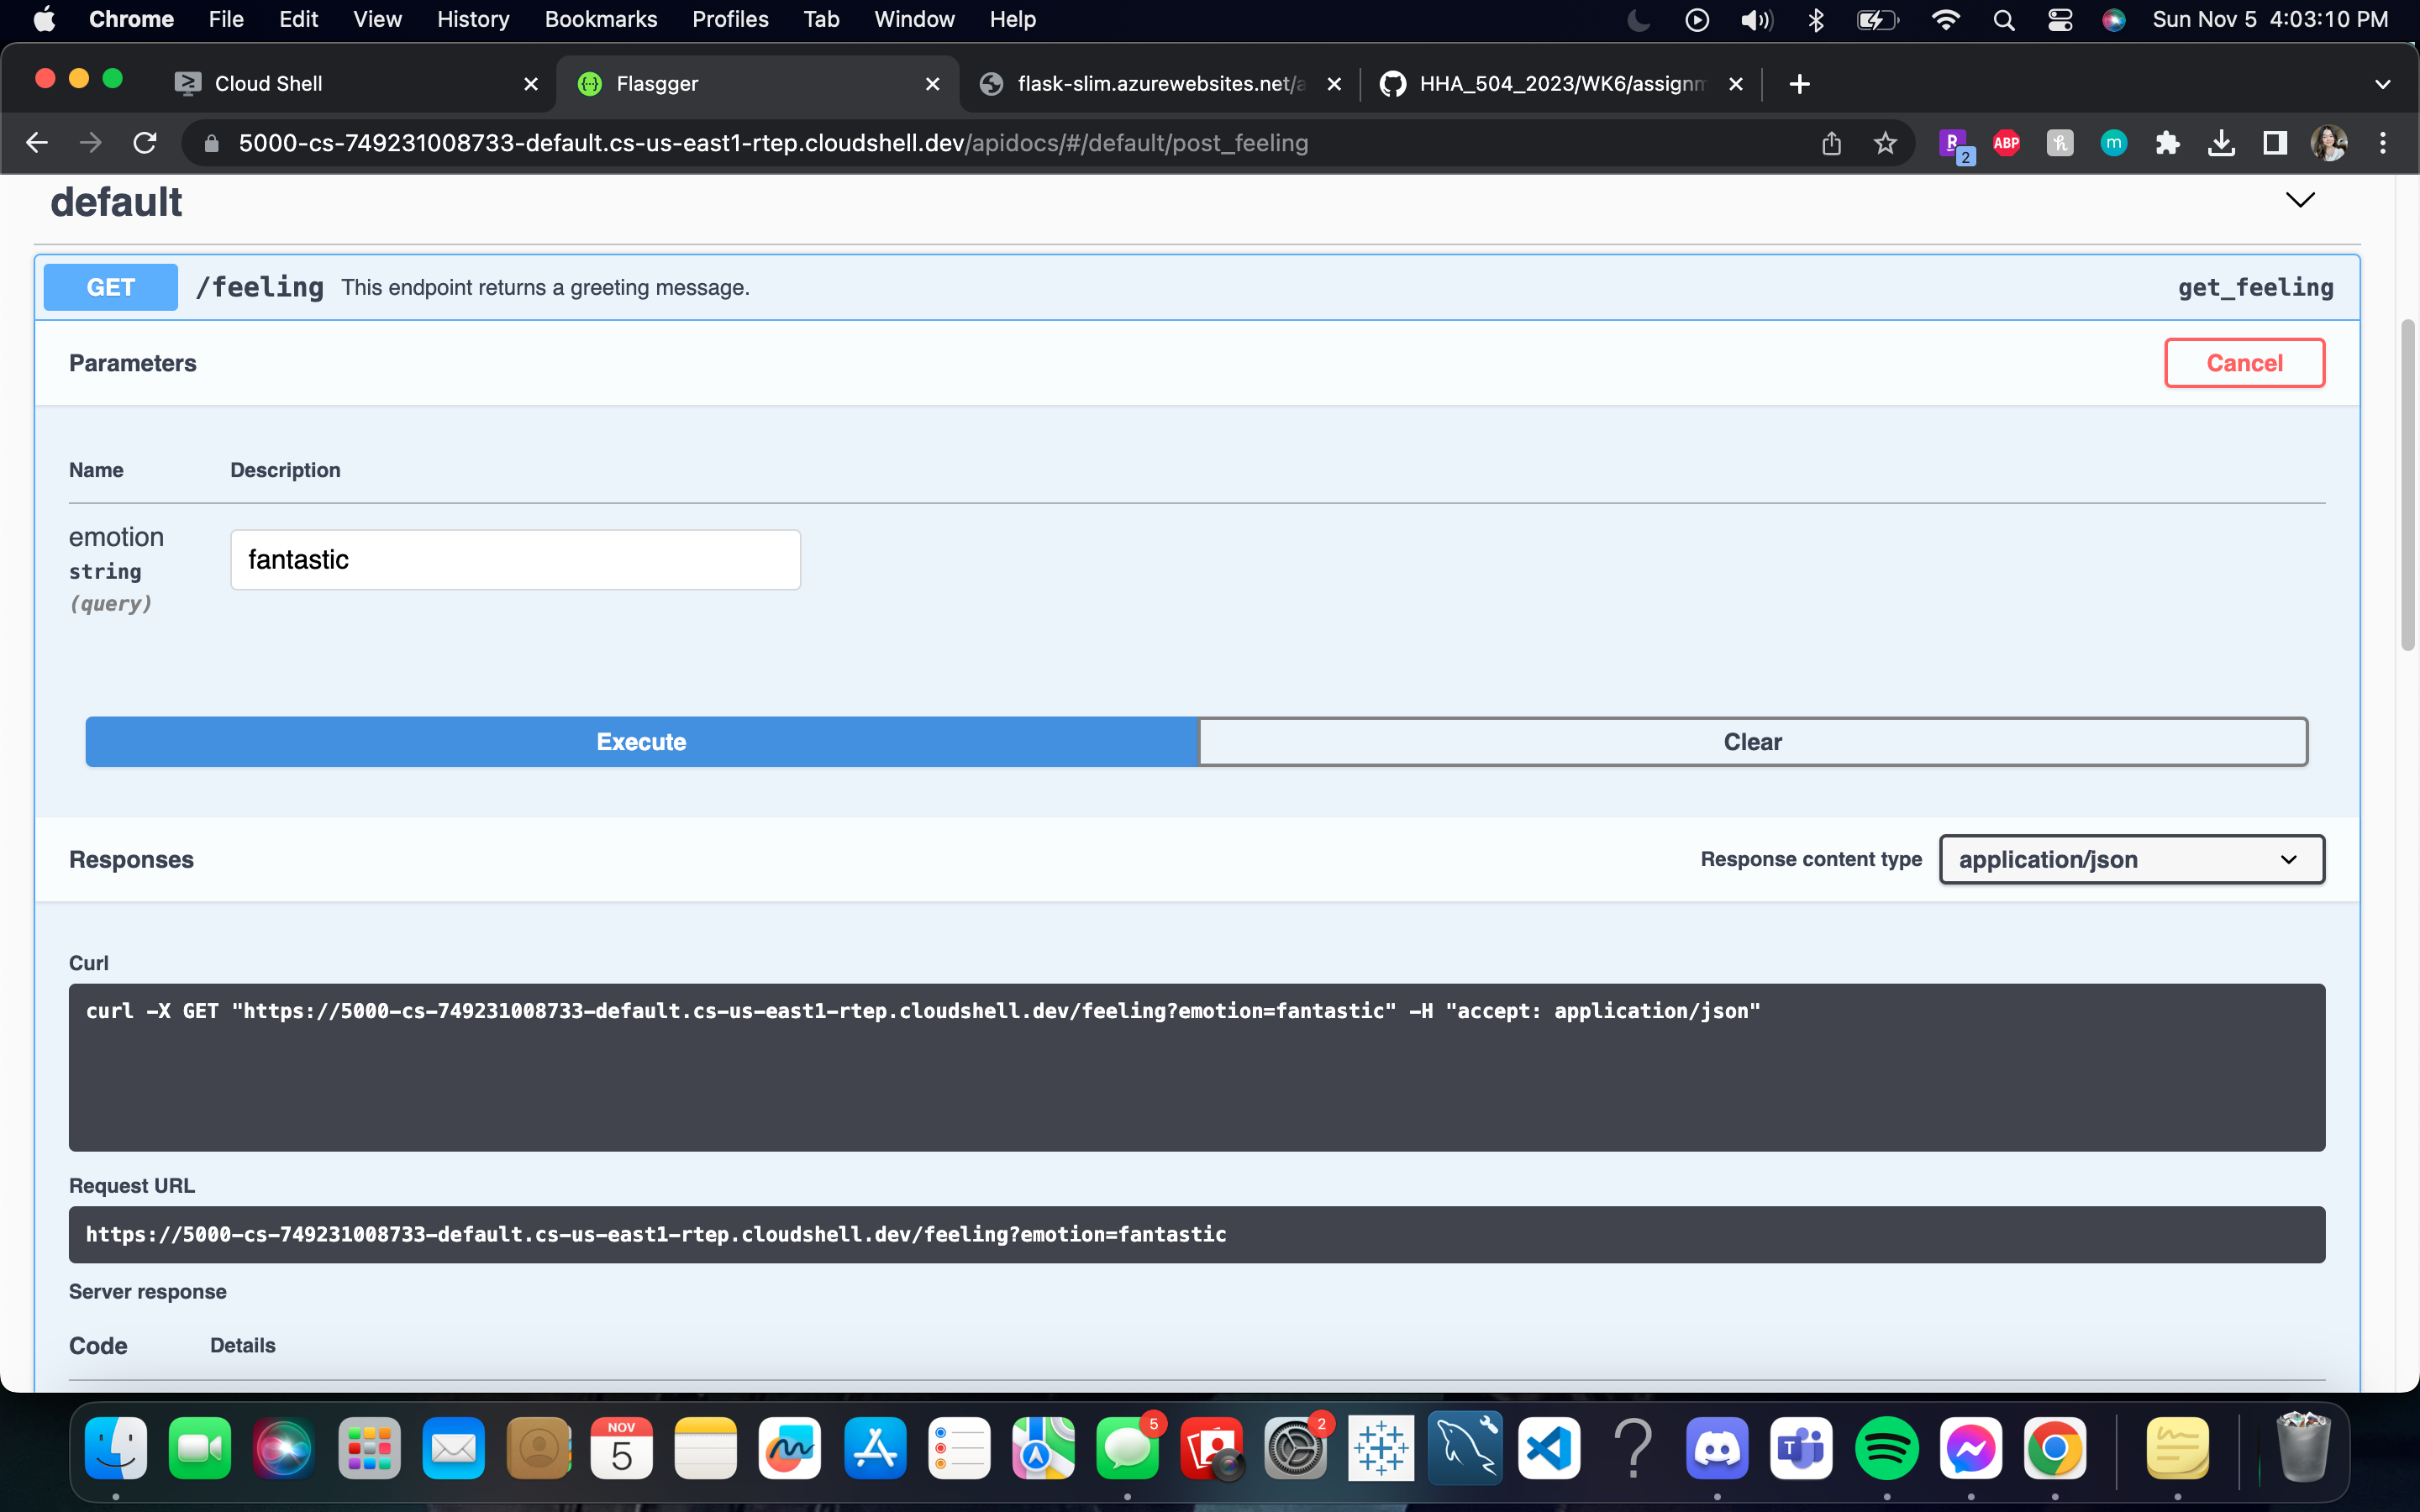 Chrome File Edit View History Bookmarks Profiles Tab Window Help Sun Nov 5 4:03:10 PM
Cloud Shell Flasgger flask-slim.azurewebsites.net/a HHA_504_2023/WK6/assignm
5000-cs-749231008733-default.cs-us-east1-rtep.cloudshell.dev/apidocs/#/default/post_feeling R 2 ABP h m
default
GET /feeling This endpoint returns a greeting message. get_feeling
Parameters Cancel
Name Description
emotion
string
(query)
fantastic
Execute Clear
Responses Response content type application/json
Curl
curl -X GET "https://5000-cs-749231008733-default.cs-us-east1-rtep.cloudshell.dev/feeling?emotion=fantastic" -H "accept: application/json"
Request URL
https://5000-cs-749231008733-default.cs-us-east1-rtep.cloudshell.dev/feeling?emotion=fantastic
Server response
Code Details
NOV
5
5
2
T